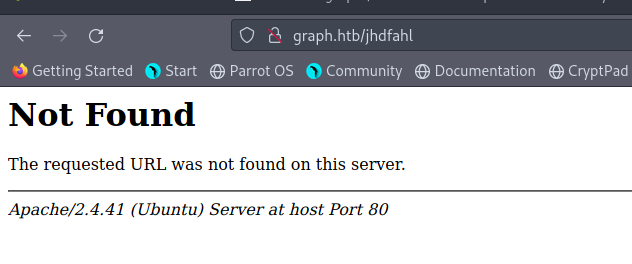 graph.htb/jhdfahl
Getting Started Start Parrot OS Community Documentation CryptPad
Not Found
The requested URL was not found on this server.
Apache/2.4.41 (Ubuntu) Server at host Port 80